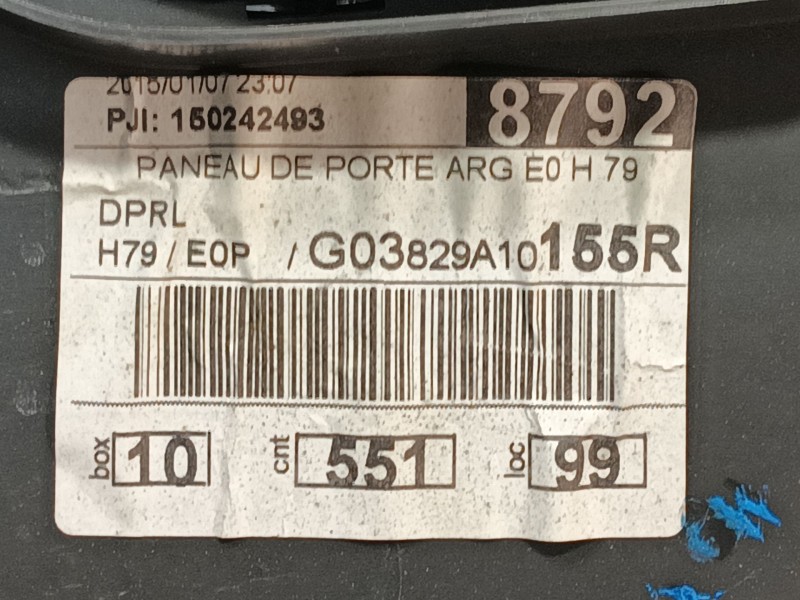 2016/01/07 23:07
PJI: 150242493
8792
PANEAU DE PORTE ARG E0 H 79
DPRL
H79 / E0P / G03829A10155R
box 10 cnt 551 loc 99